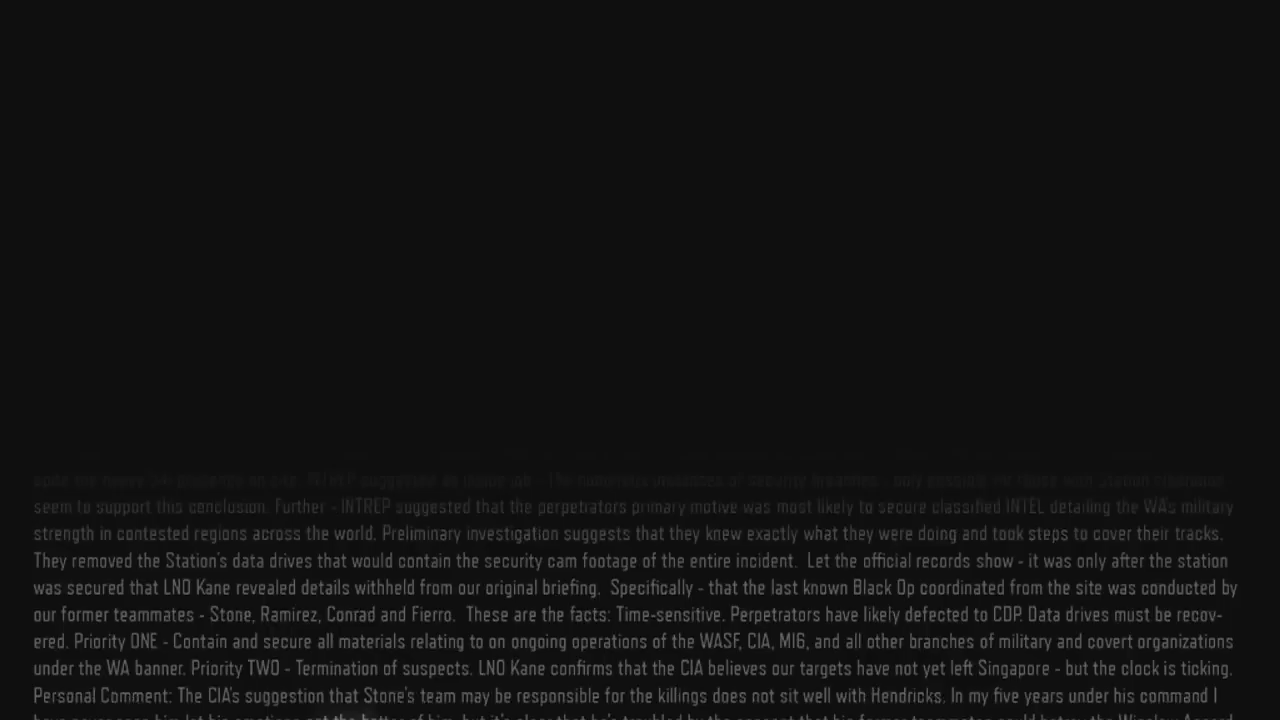 seem to support this conclusion. Further - INTREP suggested that the perpetrators primary motive was most likely to secure classified INTEL detailing the WA's military
strength in contested regions across the world. Preliminary investigation suggests that they knew exactly what they were doing and took steps to cover their tracks.
They removed the Station's data drives that would contain the security cam footage of the entire incident.  Let the official records show - it was only after the station
was secured that LNO Kane revealed details withheld from our original briefing.  Specifically - that the last known Black Op coordinated from the site was conducted by
our former teammates - Stone, Ramirez, Conrad and Fierro.  These are the facts: Time-sensitive. Perpetrators have likely defected to CDP. Data drives must be recov-
ered. Priority ONE - Contain and secure all materials relating to on ongoing operations of the WASF, CIA, MI6, and all other branches of military and covert organizations
under the WA banner. Priority TWO - Termination of suspects. LNO Kane confirms that the CIA believes our targets have not yet left Singapore - but the clock is ticking.
Personal Comment: The CIA's suggestion that Stone's team may be responsible for the killings does not sit well with Hendricks. In my five years under his command I